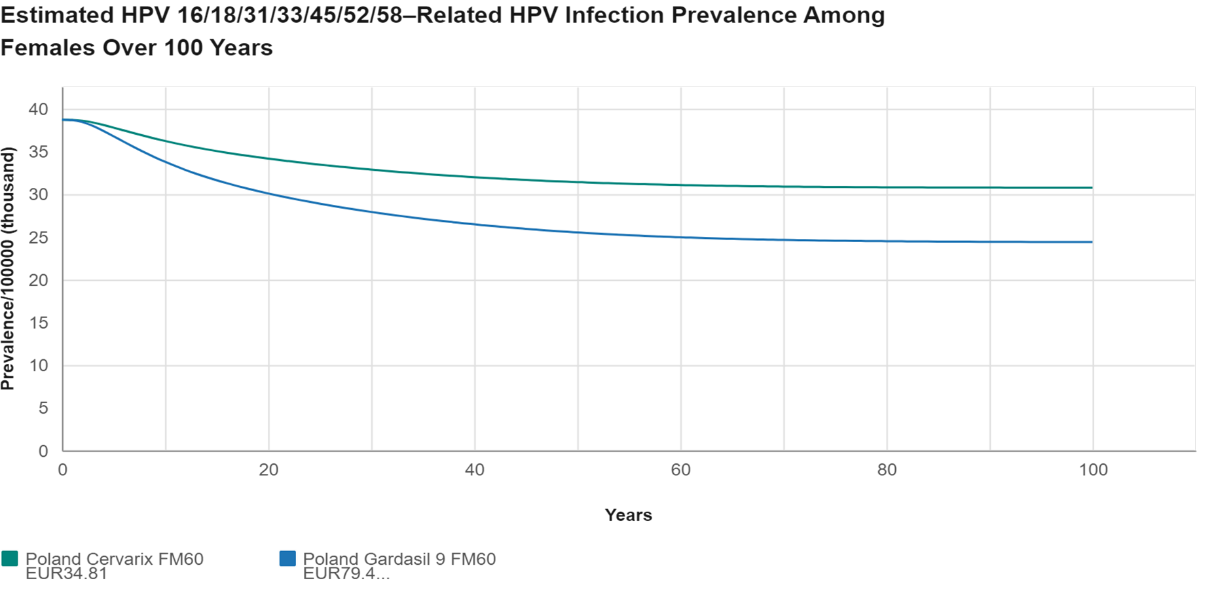 Estimated HPV 16/18/31/33/45/52/58–Related HPV Infection Prevalence Among
Females Over 100 Years
Prevalence/100000 (thousand)
40
35
30
25
20
15
10
5
0
0 20 40 60 80 100
Years
Poland Cervarix FM60
EUR34.81
Poland Gardasil 9 FM60
EUR79.4...